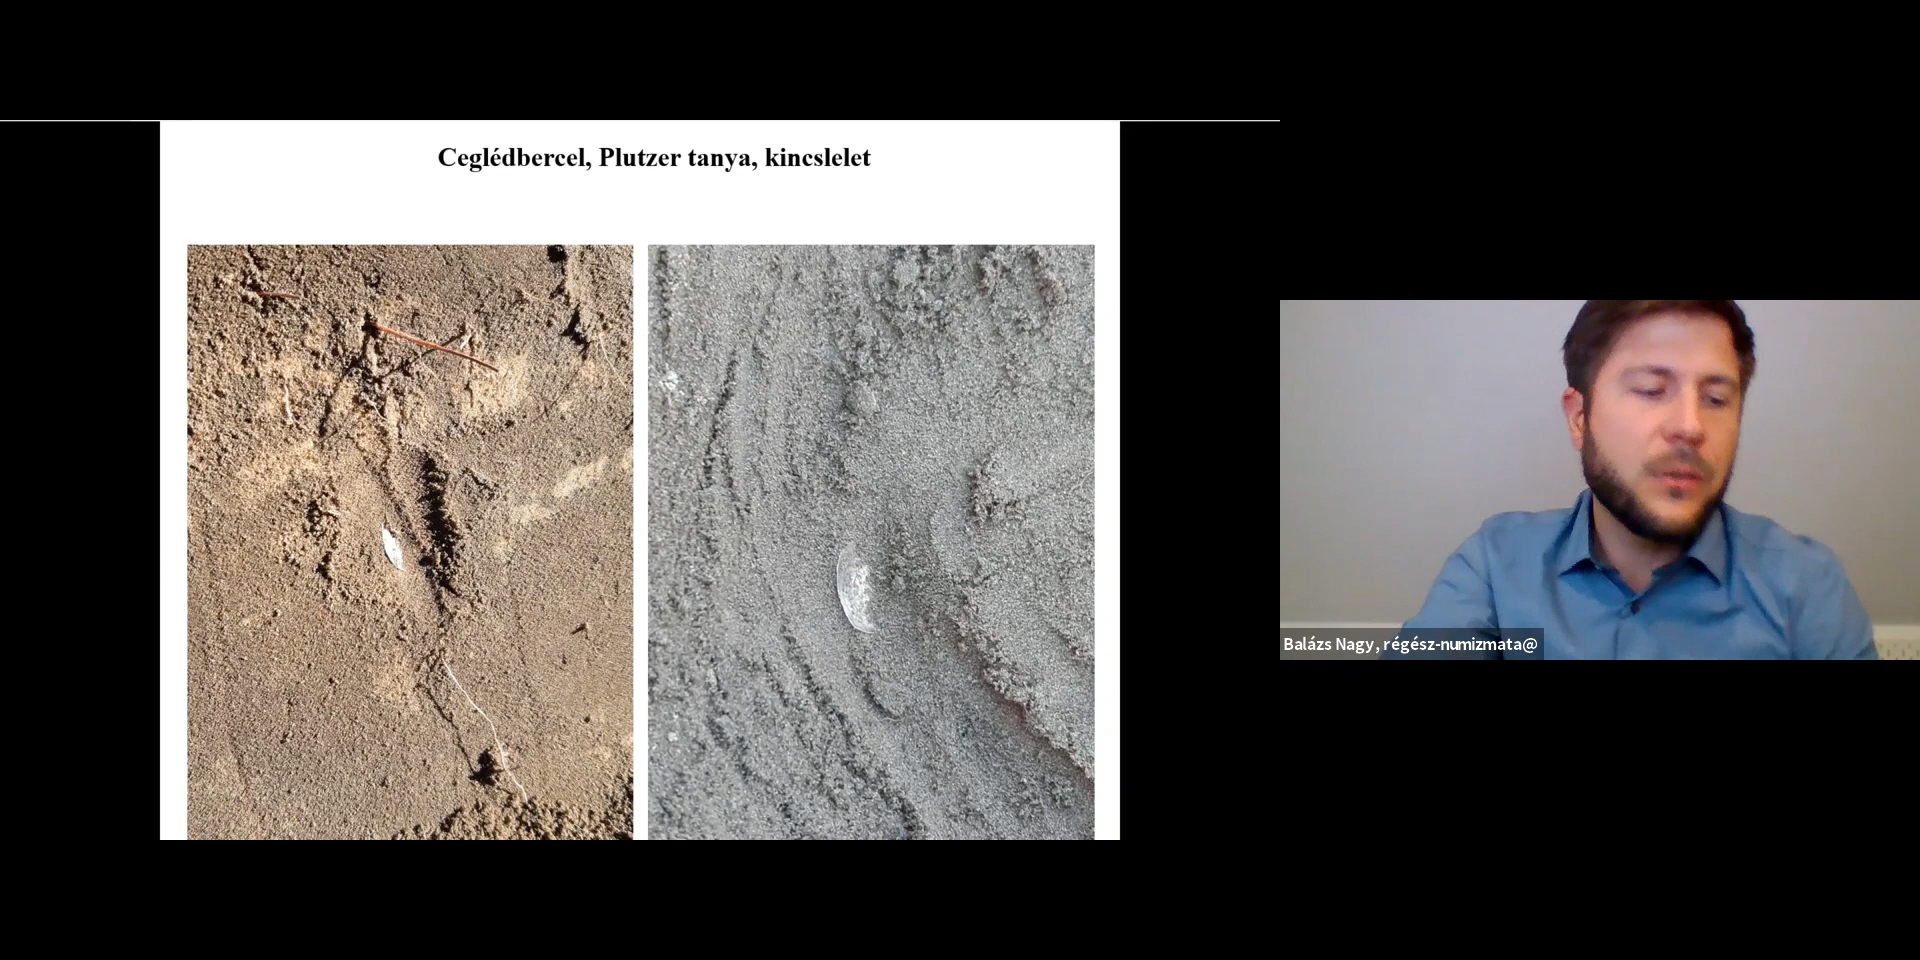 Ceglédbercel, Plutzer tanya, kincslelet
Balázs Nagy, régész-numizmata@